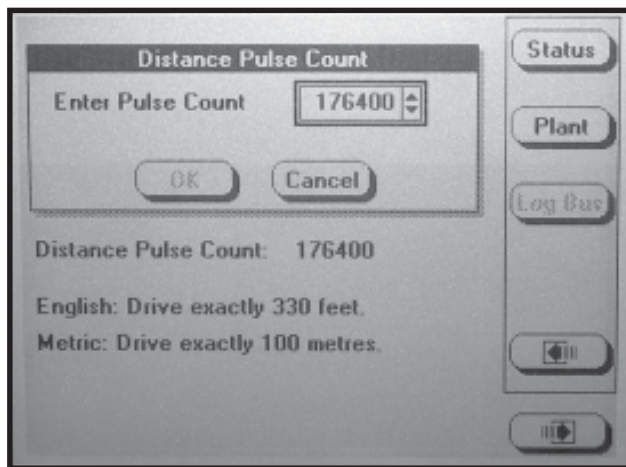 Distance Pulse Count
Enter Pulse Count 176400
OK Cancel
Distance Pulse Count: 176400
English: Drive exactly 330 feet.
Metric: Drive exactly 100 metres.
Status
Plant
Log Bus